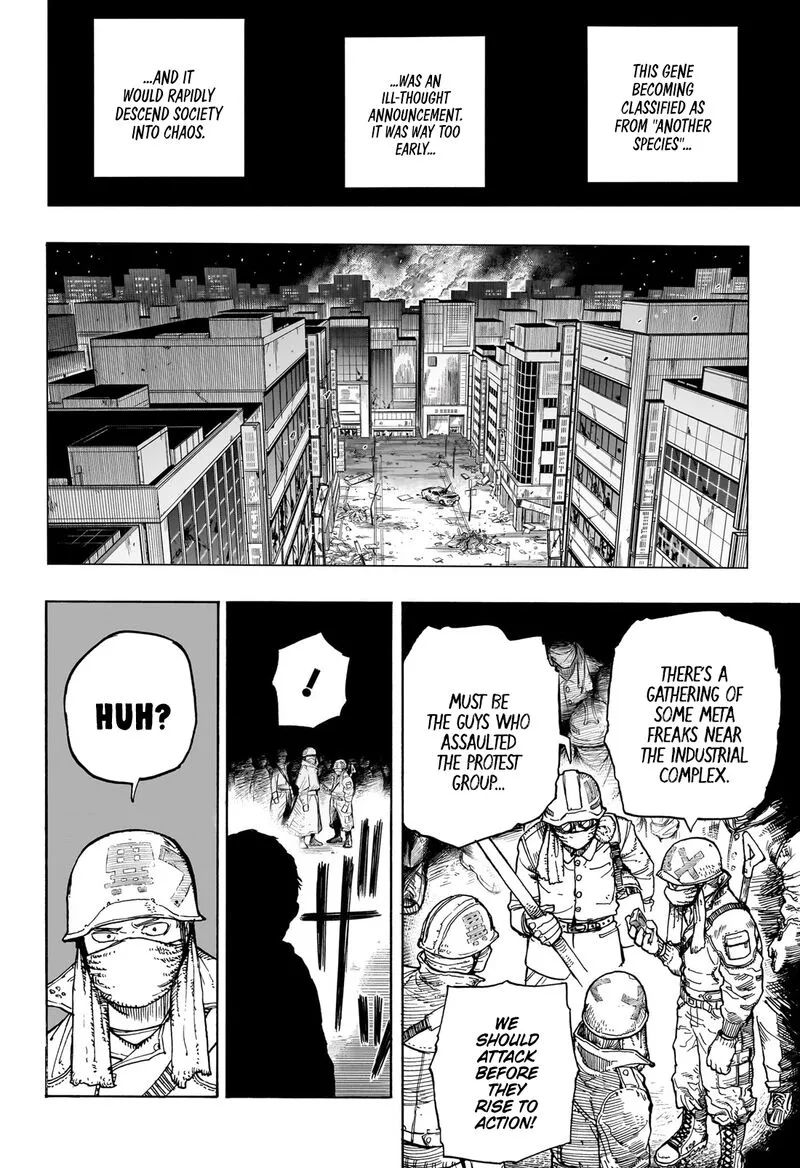 THIS GENE
BECOMING
CLASSIFIED AS
FROM "ANOTHER
SPECIES"...
...WAS AN
ILL-THOUGHT
ANNOUNCEMENT.
IT WAS WAY TOO
EARLY...
...AND IT
WOULD RAPIDLY
DESCEND SOCIETY
INTO CHAOS.
THERE'S A
GATHERING OF
SOME META
FREAKS NEAR
THE INDUSTRIAL
COMPLEX.
MUST BE
THE GUYS WHO
ASSAULTED
THE PROTEST
GROUP...
WE
SHOULD
ATTACK
BEFORE
THEY
RISE TO
ACTION!
!
ザッ
HUH?